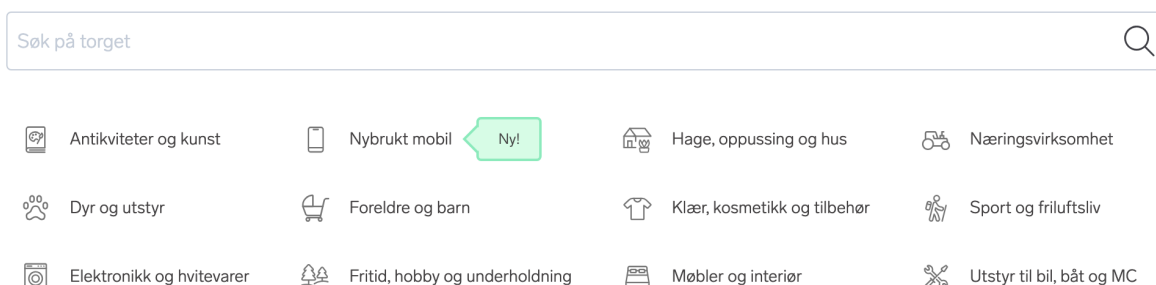 Søk på torget
Antikviteter og kunst
Nybrukt mobil
Ny!
Hage, oppussing og hus
Næringsvirksomhet
Dyr og utstyr
Foreldre og barn
Klær, kosmetikk og tilbehør
Sport og friluftsliv
Elektronikk og hvitevarer
Fritid, hobby og underholdning
Møbler og interiør
Utstyr til bil, båt og MC